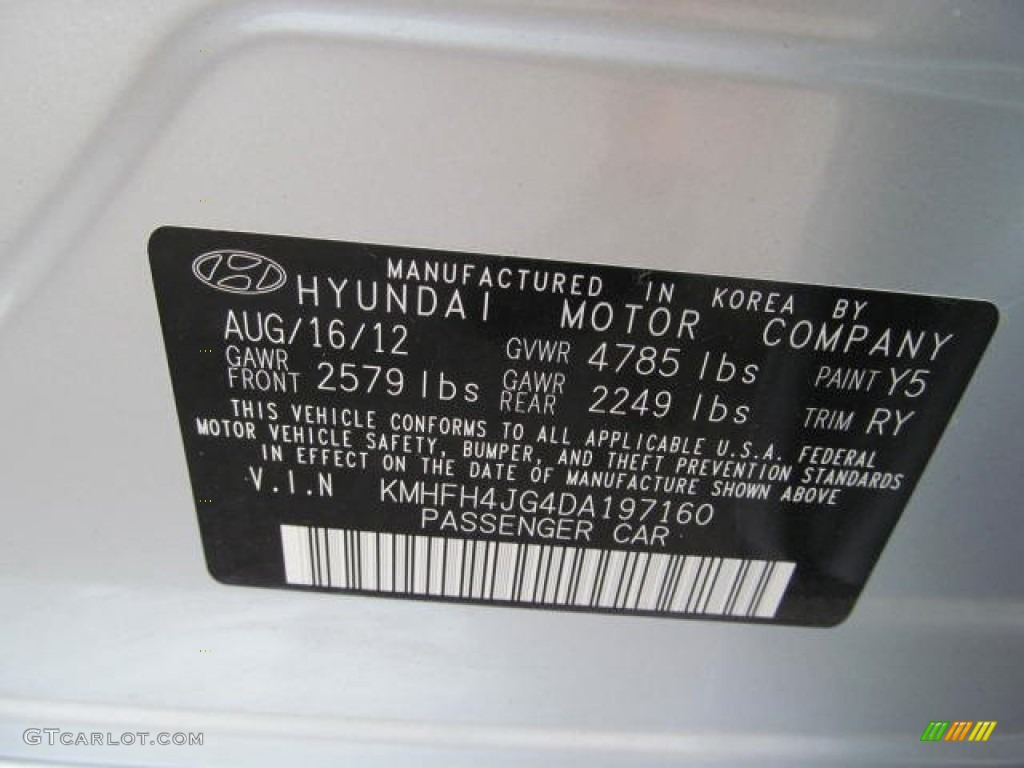 MANUFACTURED IN KOREA BY
HYUNDAI MOTOR COMPANY
AUG/16/12 GVWR 4785 lbs PAINT Y5
GAWR FRONT 2579 lbs GAWR REAR 2249 lbs TRIM RY
THIS VEHICLE CONFORMS TO ALL APPLICABLE U.S.A. FEDERAL
MOTOR VEHICLE SAFETY, BUMPER, AND THEFT PREVENTION STANDARDS
IN EFFECT ON THE DATE OF MANUFACTURE SHOWN ABOVE
V.I.N KMHFH4JG4DA197160
PASSENGER CAR
GTCARLOT.COM